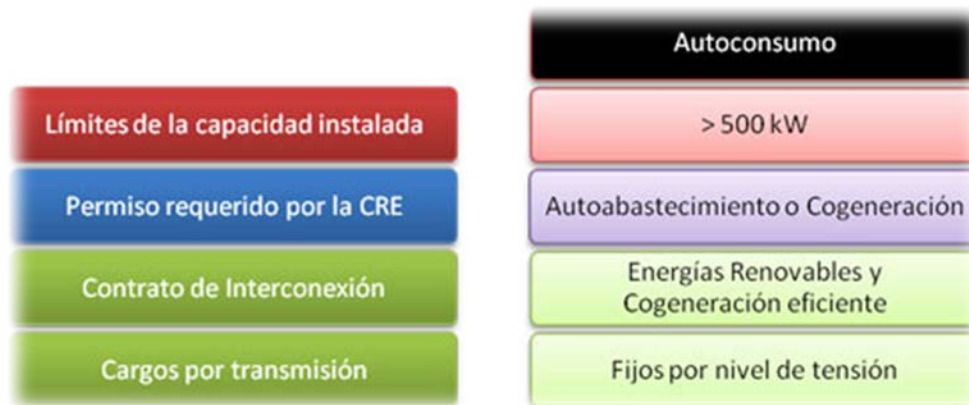 Autoconsumo
Límites de la capacidad instalada
> 500 kW
Permiso requerido por la CRE
Autoabastecimiento o Cogeneración
Contrato de Interconexión
Energías Renovables y
Cogeneración eficiente
Cargos por transmisión
Fijos por nivel de tensión